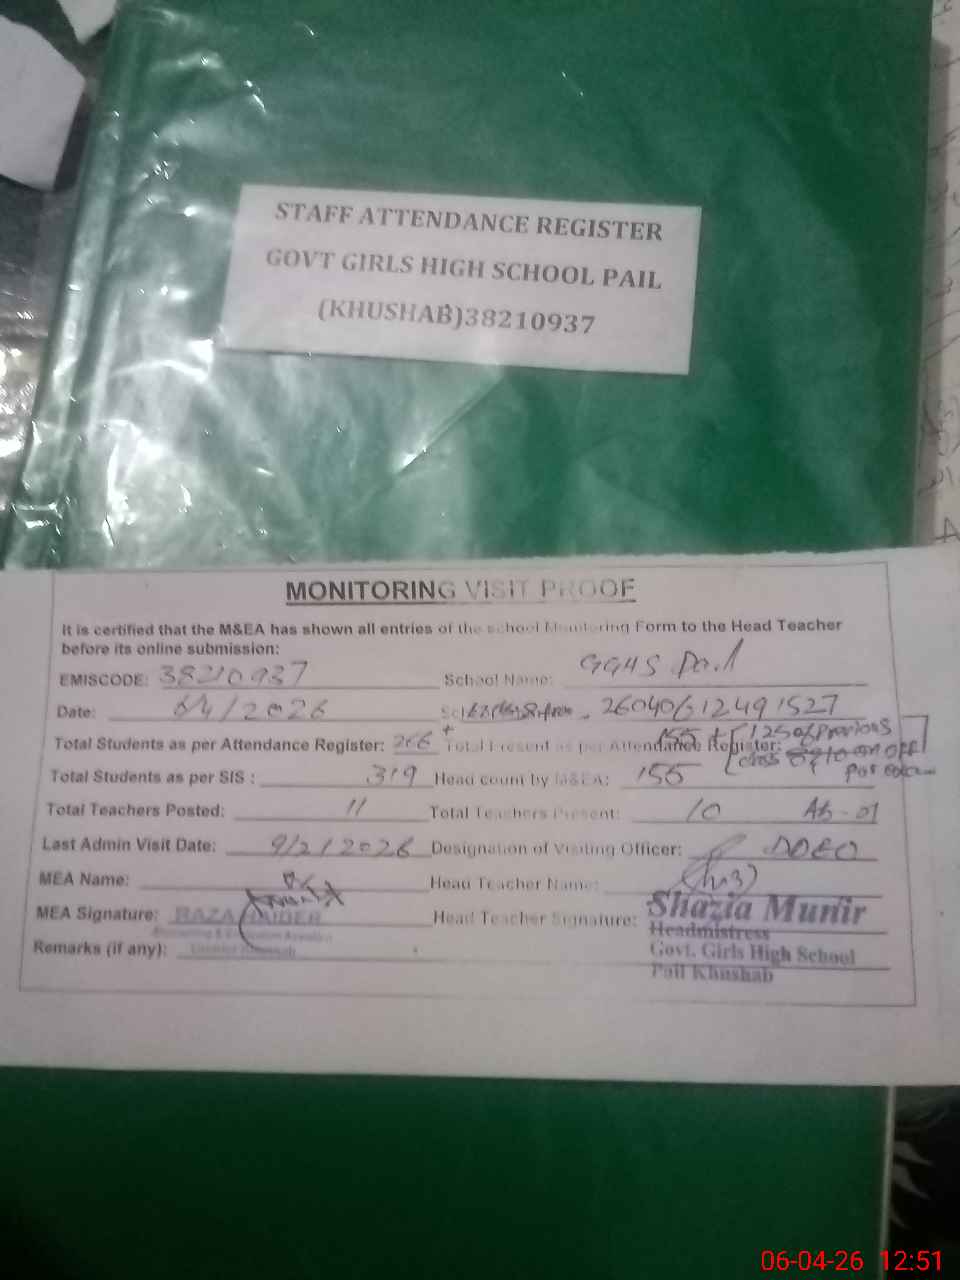 STAFF ATTENDANCE REGISTER
GOVT GIRLS HIGH SCHOOL PAIL
(KHUSHAB)38210937
MONITORING VISIT PROOF
It is certified that the M&EA has shown all entries of the school Monitoring Form to the Head Teacher
before its online submission:
EMISCODE: 38210937 School Name: GGHS Pail
Date: 6/4/2026 26040612491527
Total Students as per Attendance Register: 266 Total Present as per Attendance Register: 155 + [125 of Previous
class
Total Students as per SIS : 319 Head count by M&EA: 155
Total Teachers Posted: 11 Total Teachers Present: 10 Ab-01
Last Admin Visit Date: 9/2/2026 Designation of Visiting Officer: DDEO
MEA Name: Head Teacher Name:
MEA Signature: RAZA HAIDER Head Teacher Signature: Shazia Munir
Headmistress
Remarks (if any): Govt. Girls High School
Pail Khushab
06-04-26 12:51